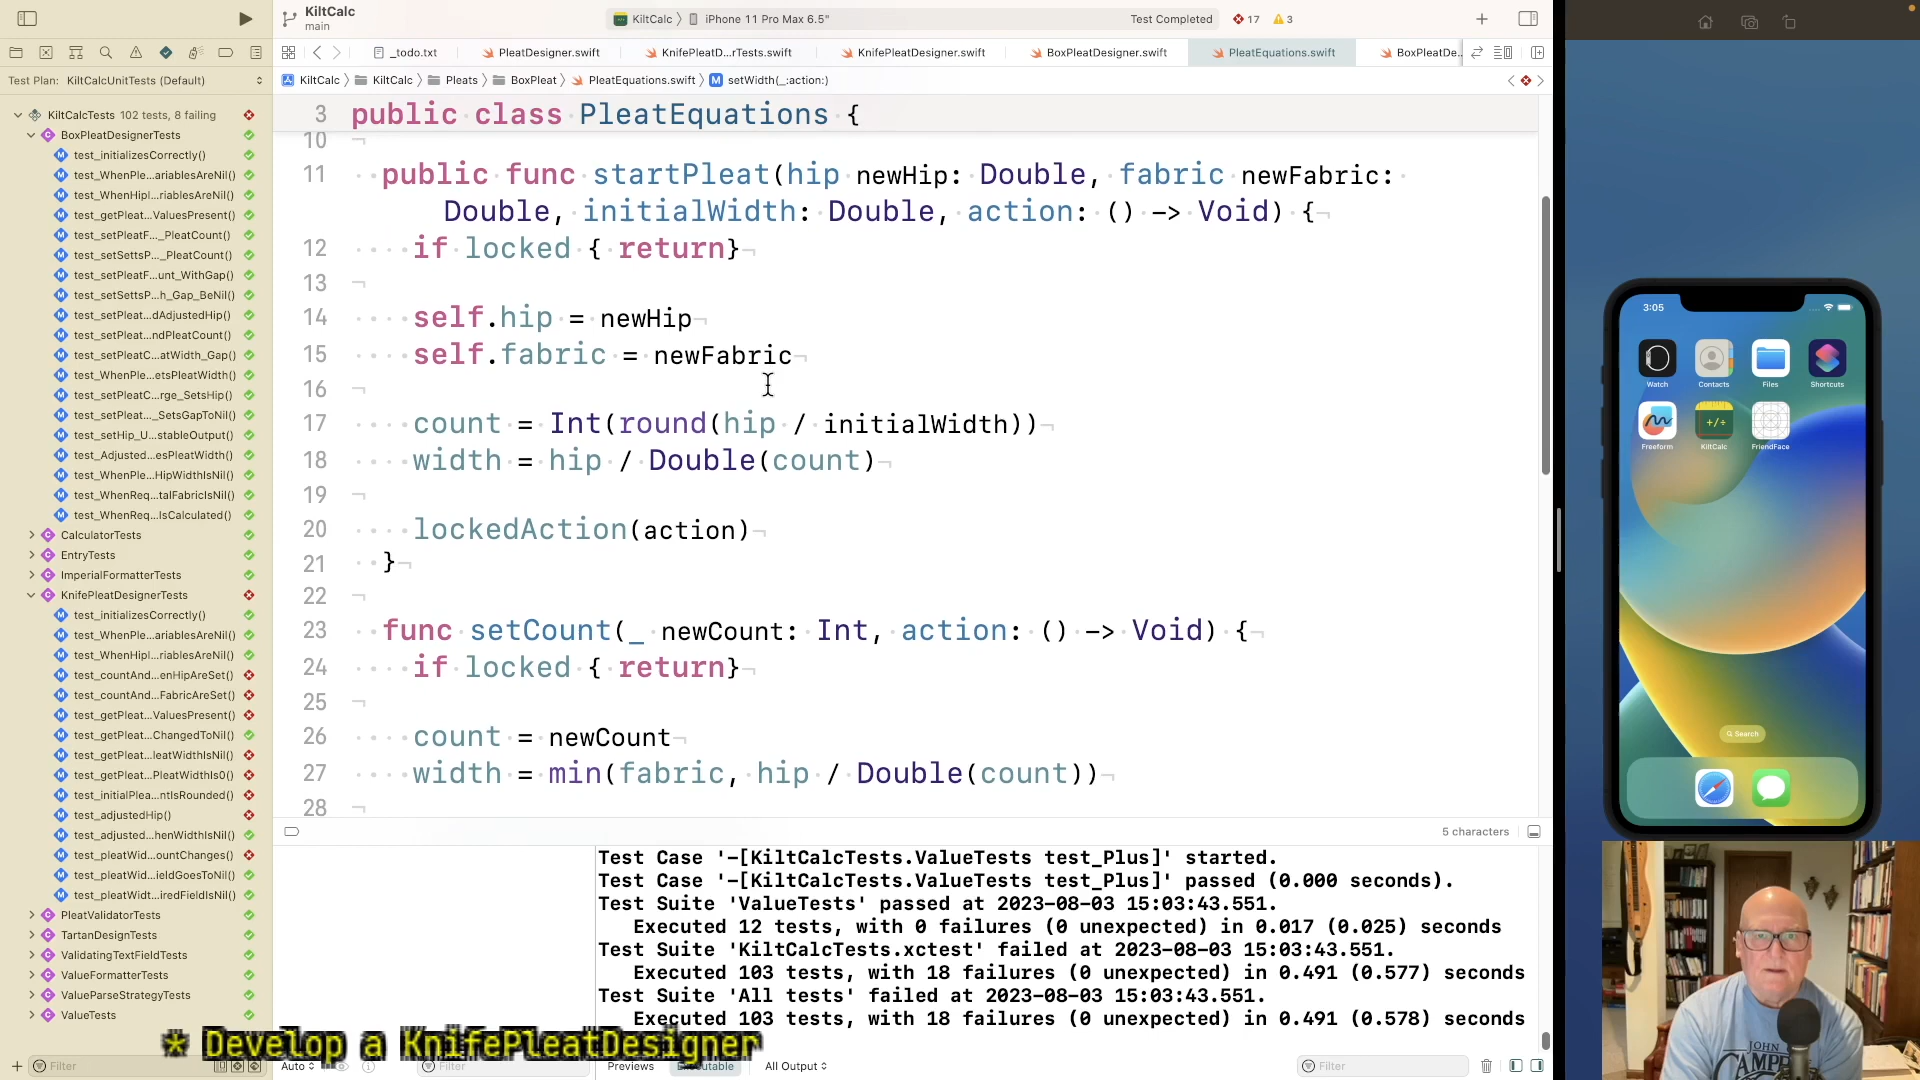 KiltCalc
main
KiltCalc
iPhone 11 Pro Max 6.5"
Test Completed
17
3
_todo.txt
PleatDesigner.swift
KnifePleatD...rTests.swift
KnifePleatDesigner.swift
BoxPleatDesigner.swift
PleatEquations.swift
BoxPleatDe...
Test Plan: KiltCalcUnitTests (Default)
KiltCalc
KiltCalc
Pleats
BoxPleat
PleatEquations.swift
M setWidth(_:action:)
KiltCalcTests 102 tests, 8 failing
C BoxPleatDesignerTests
M test_initializesCorrectly()
M test_WhenPle...ariablesAreNil()
M test_WhenHipI...riablesAreNil()
M test_getPleat...ValuesPresent()
M test_setPleatF..._PleatCount()
M test_setSettsP..._PleatCount()
M test_setPleatF...unt_WithGap()
M test_setSettsP...h_Gap_BeNil()
M test_setPleat...dAdjustedHip()
M test_setPleat...ndPleatCount()
M test_setPleatC...atWidth_Gap()
M test_WhenPle...etsPleatWidth()
M test_setPleatC...rge_SetsHip()
M test_setPleat..._SetsGapToNil()
M test_setHip_U...stableOutput()
M test_Adjusted...esPleatWidth()
M test_WhenPle...HipWidthIsNil()
M test_WhenReq...talFabricIsNil()
M test_WhenReq...IsCalculated()
C CalculatorTests
C EntryTests
C ImperialFormatterTests
C KnifePleatDesignerTests
M test_initializesCorrectly()
M test_WhenPle...ariablesAreNil()
M test_WhenHipI...riablesAreNil()
M test_countAnd...enHipAreSet()
M test_countAnd...FabricAreSet()
M test_getPleat...ValuesPresent()
M test_getPleat...ChangedToNil()
M test_getPleat...leatWidthIsNil()
M test_getPleat...PleatWidthIs0()
M test_initialPlea...ntIsRounded()
M test_adjustedHip()
M test_adjusted...henWidthIsNil()
M test_pleatWid...ountChanges()
M test_pleatWid...ieldGoesToNil()
M test_pleatWid...iredFieldIsNil()
C PleatValidatorTests
C TartanDesignTests
C ValidatingTextFieldTests
C ValueFormatterTests
C ValueParseStrategyTests
C ValueTests
Filter
3 public class PleatEquations {
10
11 public func startPleat(hip newHip: Double, fabric newFabric:
Double, initialWidth: Double, action: () -> Void) {
12 if locked { return}
13
14 self.hip = newHip
15 self.fabric = newFabric
16
17 count = Int(round(hip / initialWidth))
18 width = hip / Double(count)
19
20 lockedAction(action)
21 }
22
23 func setCount(_ newCount: Int, action: () -> Void) {
24 if locked { return}
25
26 count = newCount
27 width = min(fabric, hip / Double(count))
28
5 characters
Test Case '-[KiltCalcTests.ValueTests test_Plus]' started.
Test Case '-[KiltCalcTests.ValueTests test_Plus]' passed (0.000 seconds).
Test Suite 'ValueTests' passed at 2023-08-03 15:03:43.551.
Executed 12 tests, with 0 failures (0 unexpected) in 0.017 (0.025) seconds
Test Suite 'KiltCalcTests.xctest' failed at 2023-08-03 15:03:43.551.
Executed 103 tests, with 18 failures (0 unexpected) in 0.491 (0.577) seconds
Test Suite 'All tests' failed at 2023-08-03 15:03:43.551.
Executed 103 tests, with 18 failures (0 unexpected) in 0.491 (0.578) seconds
* Develop a KnifePleatDesigner
Auto
Filter
Previews
All Output
Filter
3:05
Watch
Contacts
Files
Shortcuts
Freeform
+/÷
KiltCalc
FriendFace
Search
JOHN
CAMP